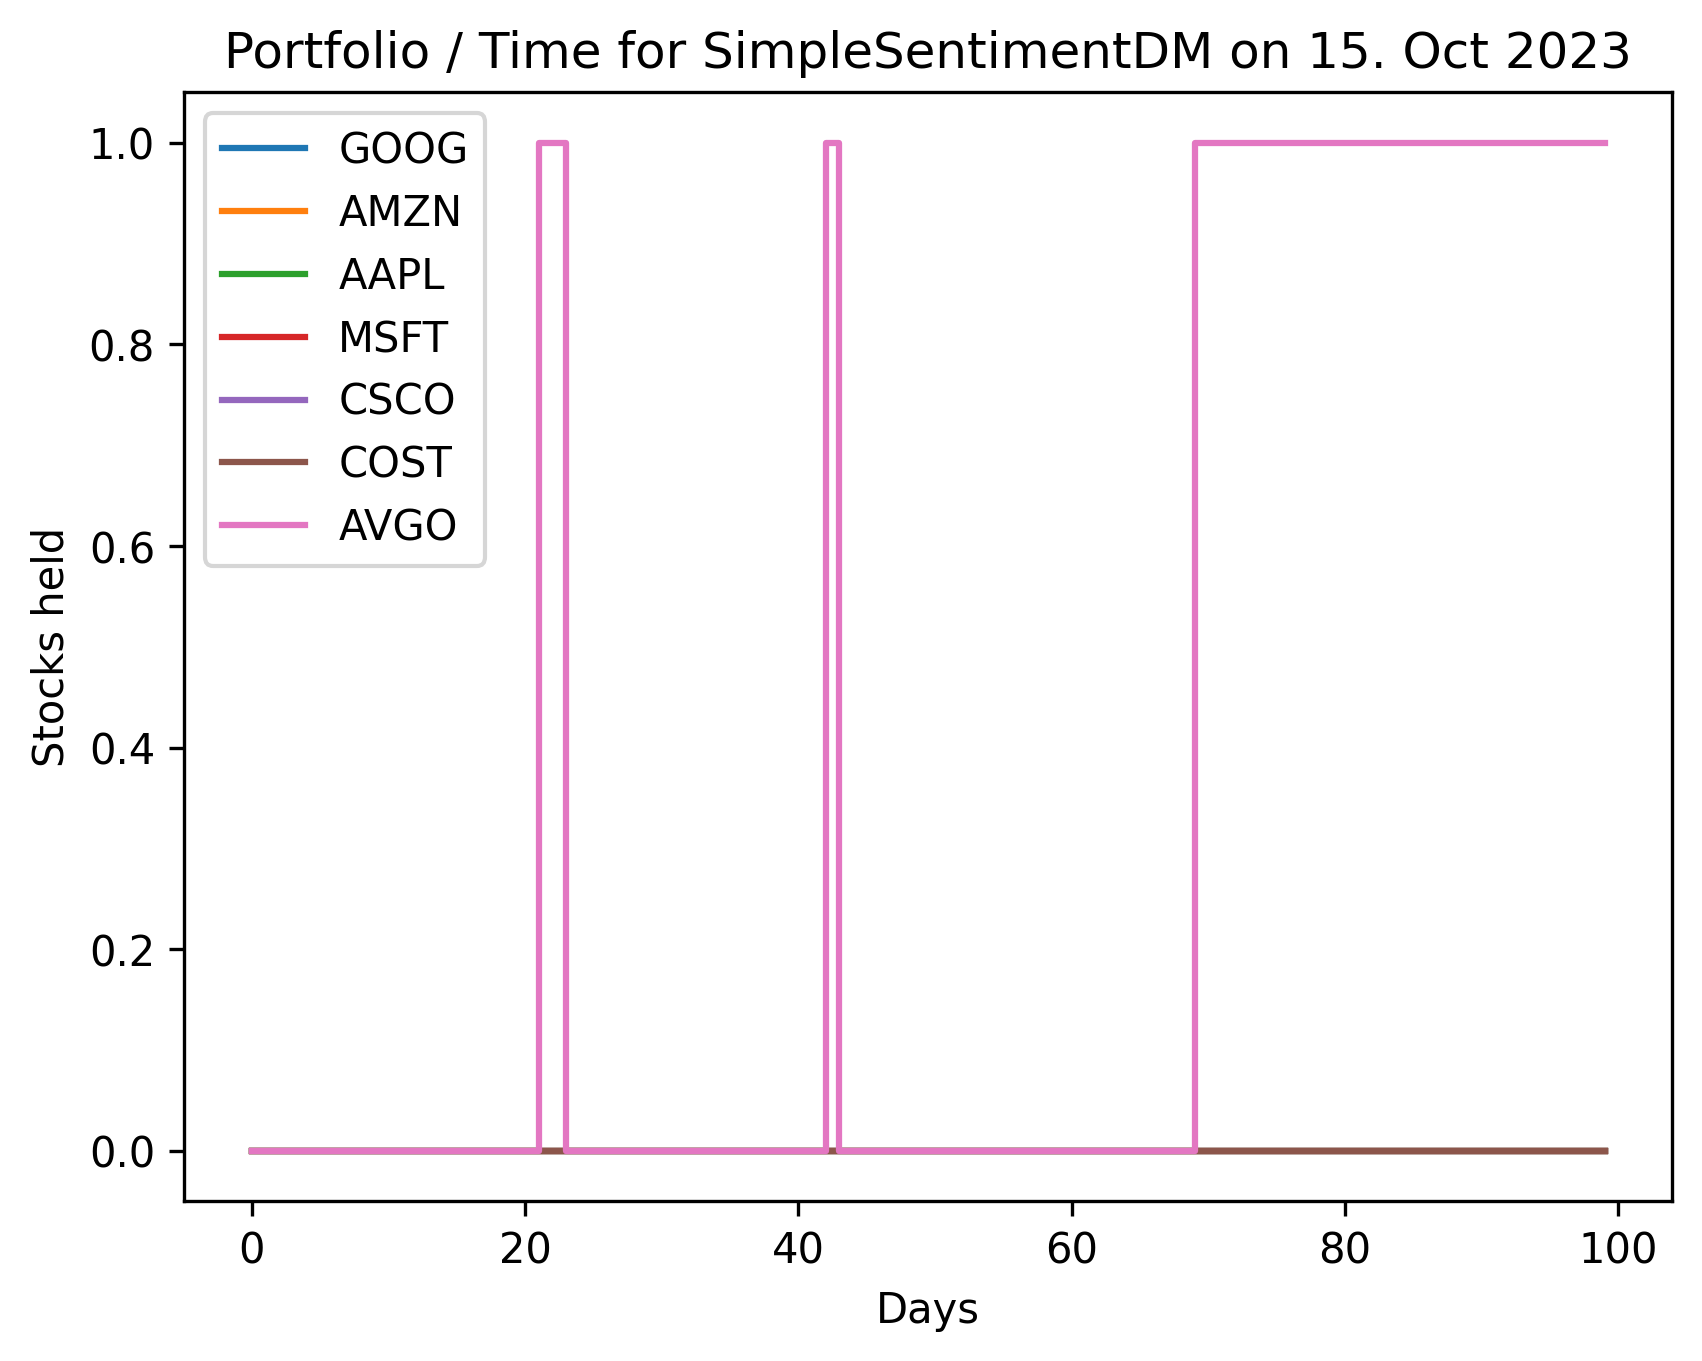 Portfolio / Time for SimpleSentimentDM on 15. Oct 2023
GOOG
AMZN
AAPL
MSFT
CSCO
COST
AVGO
Stocks held
1.0
0.8
0.6
0.4
0.2
0.0
0 20 40 60 80 100
Days